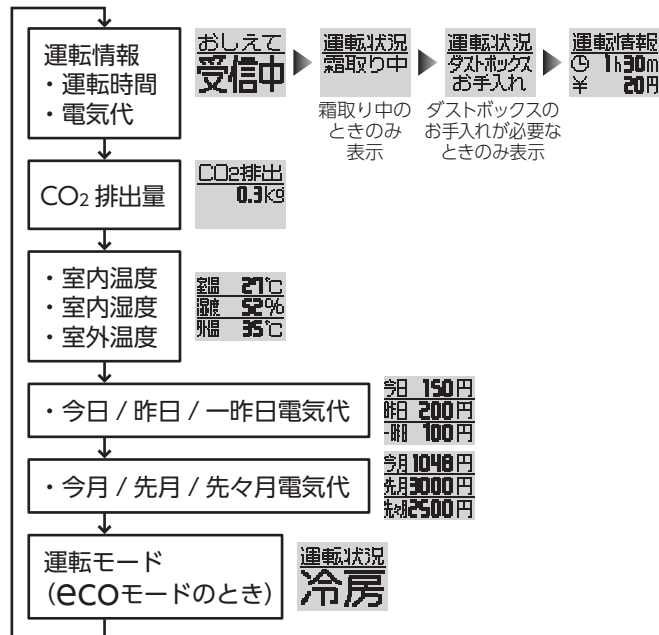 運転情報
・運転時間
・電気代
おしえて
受信中
運転状況
霜取り中
運転状況
ダストボックス
お手入れ
運転情報
1h30m
¥ 20円
霜取り中の
ときのみ
表示
ダストボックスの
お手入れが必要な
ときのみ表示
CO₂ 排出量
CO2排出
0.3kg
・室内温度
・室内湿度
・室外温度
室温 27℃
湿度 52%
外温 35℃
・今日 / 昨日 / 一昨日電気代
今日 150円
昨日 200円
一昨日 100円
・今月 / 先月 / 先々月電気代
今月1048円
先月3000円
先々月2500円
運転モード
（ecoモードのとき）
運転状況
冷房